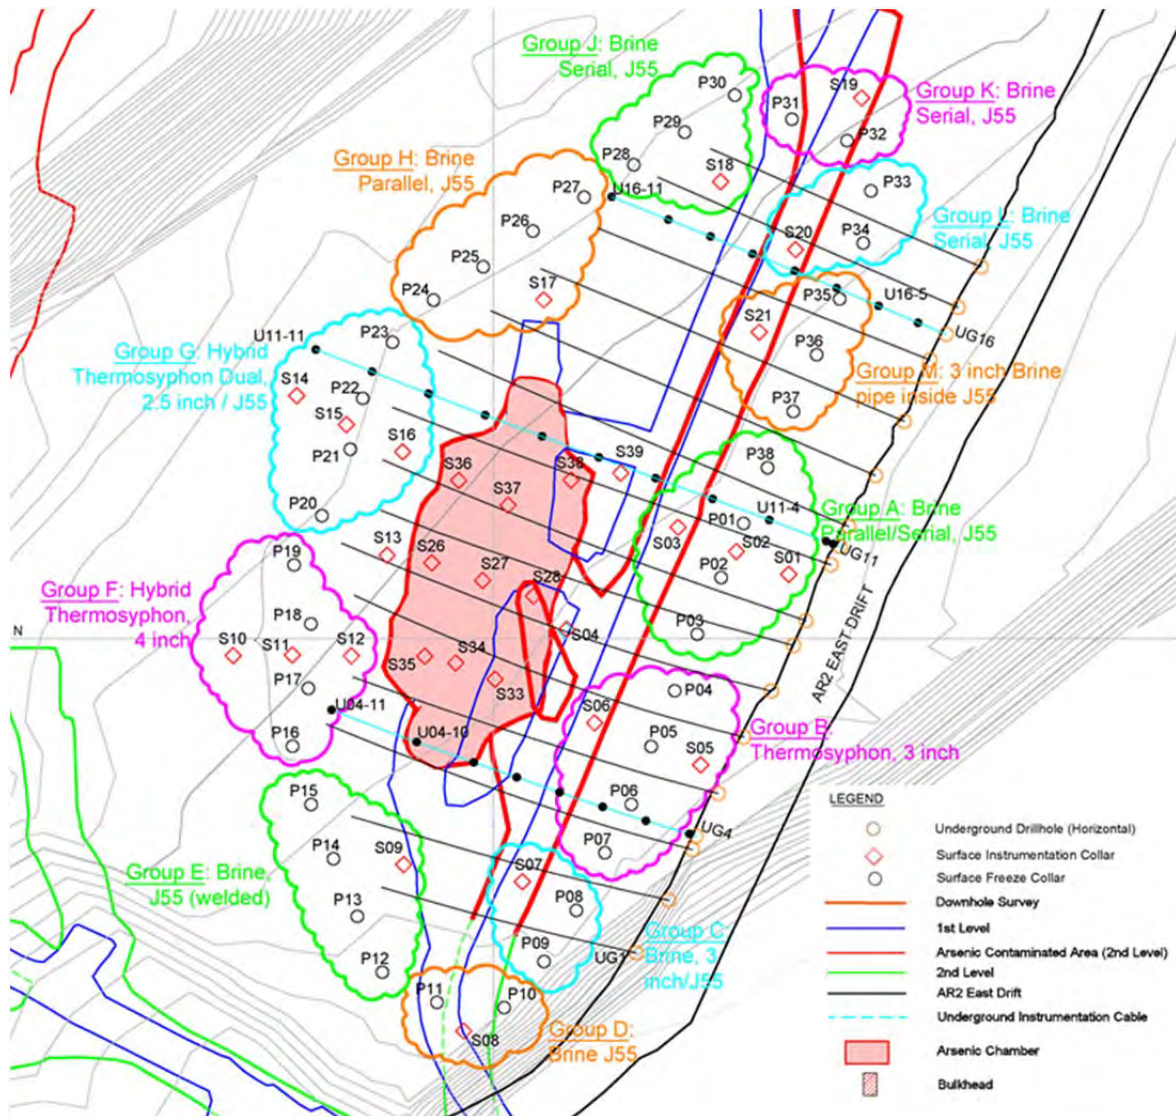 Group J: Brine
Serial, J55
P30
P29
P28
S18
P31
S19
P32
Group K: Brine
Serial, J55
Group H: Brine
Parallel, J55
P27
U16-11
P26
P25
P24
S17
P33
S20
P34
Group L: Brine
Serial, J55
P35
U16-5
S21
P36
UG16
P37
Group M: 3 inch Brine
pipe inside J55
U11-11
P23
Group G: Hybrid
Thermosyphon Dual,
2.5 inch / J55
S14
P22
S15
P21
S16
P20
S36
S37
S38
S39
P38
P01
U11-4
Group A: Brine
Parallel/Serial, J55
S03
S02
S01
P02
UG11
P03
S13
S26
S27
S28
S04
P19
Group F: Hybrid
Thermosyphon,
4 inch
P18
S10
S11
S12
P17
P16
N
S35
S34
S33
AR2 EAST DRIFT
U04-11
U04-10
P04
S06
P05
S05
P06
P07
UG4
Group B:
Thermosyphon, 3 inch
P15
P14
S09
P13
P12
Group E: Brine,
J55 (welded)
S07
P08
P09
UG1
Group C
Brine, 3
inch/J55
P11
P10
S08
Group D:
Brine J55
LEGEND
Underground Drillhole (Horizontal)
Surface Instrumentation Collar
Surface Freeze Collar
Downhole Survey
1st Level
Arsenic Contaminated Area (2nd Level)
2nd Level
AR2 East Drift
Underground Instrumentation Cable
Arsenic Chamber
Bulkhead